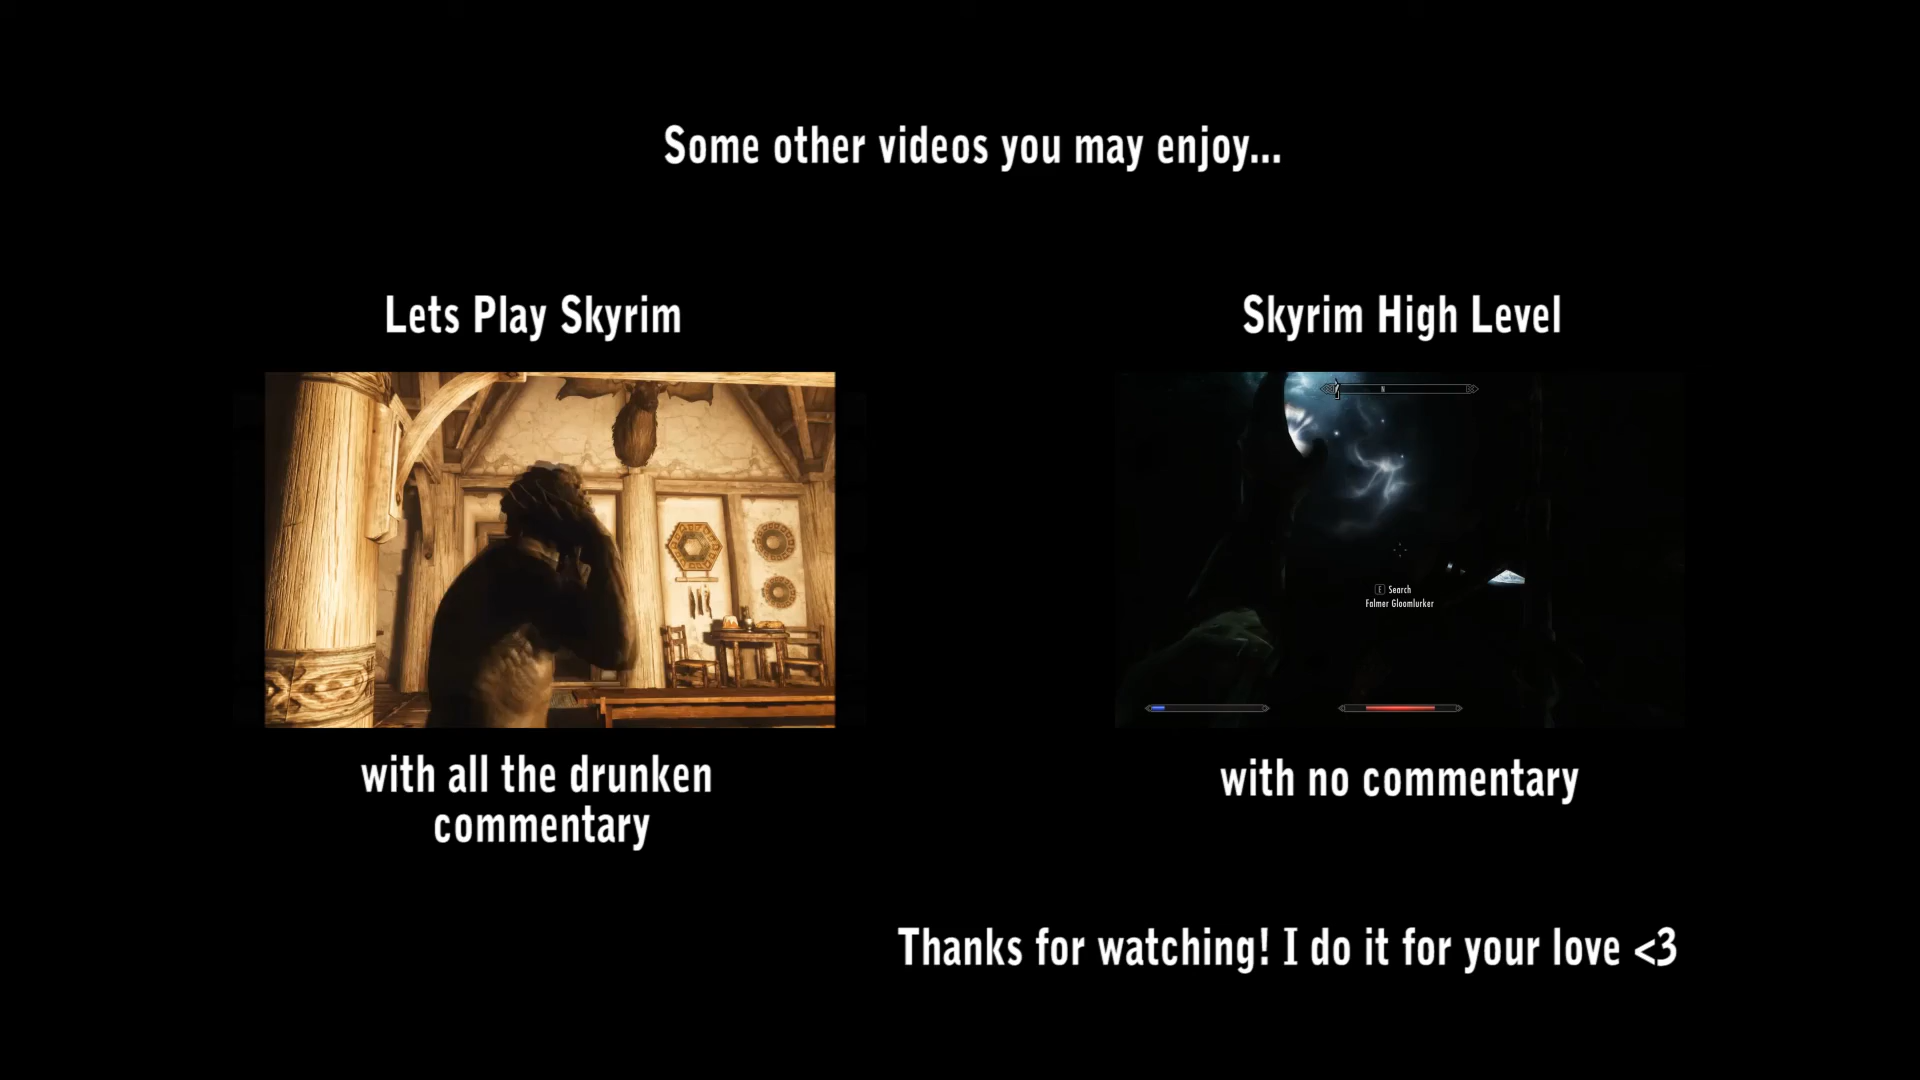 Some other videos you may enjoy...
Lets Play Skyrim
Skyrim High Level
N
E Search
Falmer Gloomlurker
with all the drunken
commentary
with no commentary
Thanks for watching! I do it for your love <3